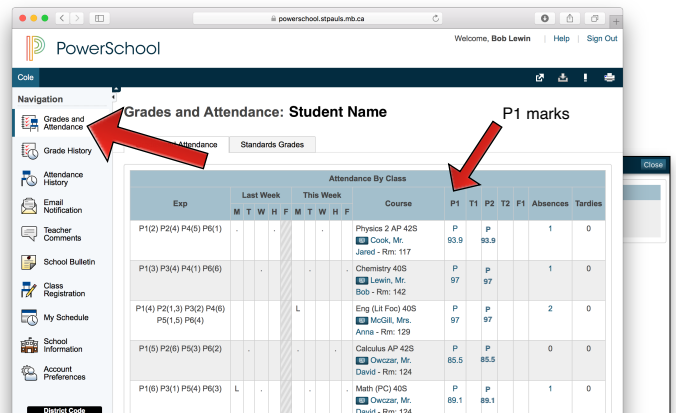 powerschool.stpauls.mb.ca
PowerSchool
Welcome, Bob Lewin | Help | Sign Out
Cole
Close
Navigation
Grades and Attendance
Grade History
Attendance History
Email Notification
Teacher Comments
School Bulletin
Class Registration
My Schedule
School Information
Account Preferences
District Code
Grades and Attendance: Student Name
P1 marks
Attendance
Standards Grades
Attendance By Class
Exp Last Week This Week Course P1 T1 P2 T2 F1 Absences Tardies
M T W H F M T W H F
P1(2) P2(4) P4(5) P6(1) . . . Physics 2 AP 42S P P 1 0
Cook, Mr. 93.9 93.9
Jared - Rm: 117
P1(3) P3(4) P4(1) P6(6) . . Chemistry 40S P P 1 0
Lewin, Mr. 97 97
Bob - Rm: 142
P1(4) P2(1,3) P3(2) P4(6) L Eng (Lit Foc) 40S P P 2 0
P5(1,5) P6(4) McGill, Mrs. 97 97
Anna - Rm: 129
P1(5) P2(6) P5(3) P6(2) . . . . Calculus AP 42S P P 0 0
Owczar, Mr. 85.5 85.5
David - Rm: 124
P1(6) P3(1) P5(4) P6(3) L . . . Math (PC) 40S P P 1 0
Owczar, Mr. 89.1 89.1
David - Rm: 124